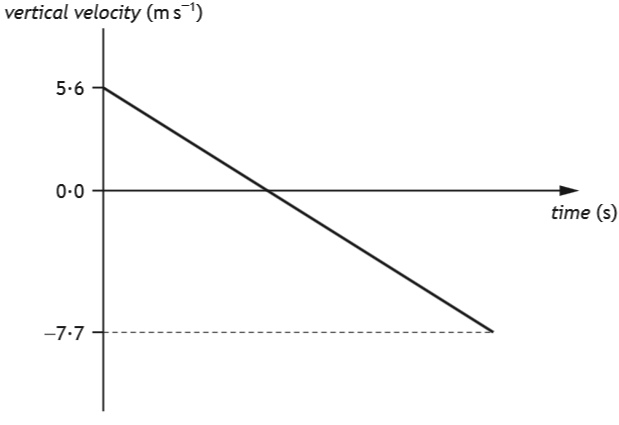 vertical velocity (m s⁻¹)
5·6
0·0
time (s)
−7·7